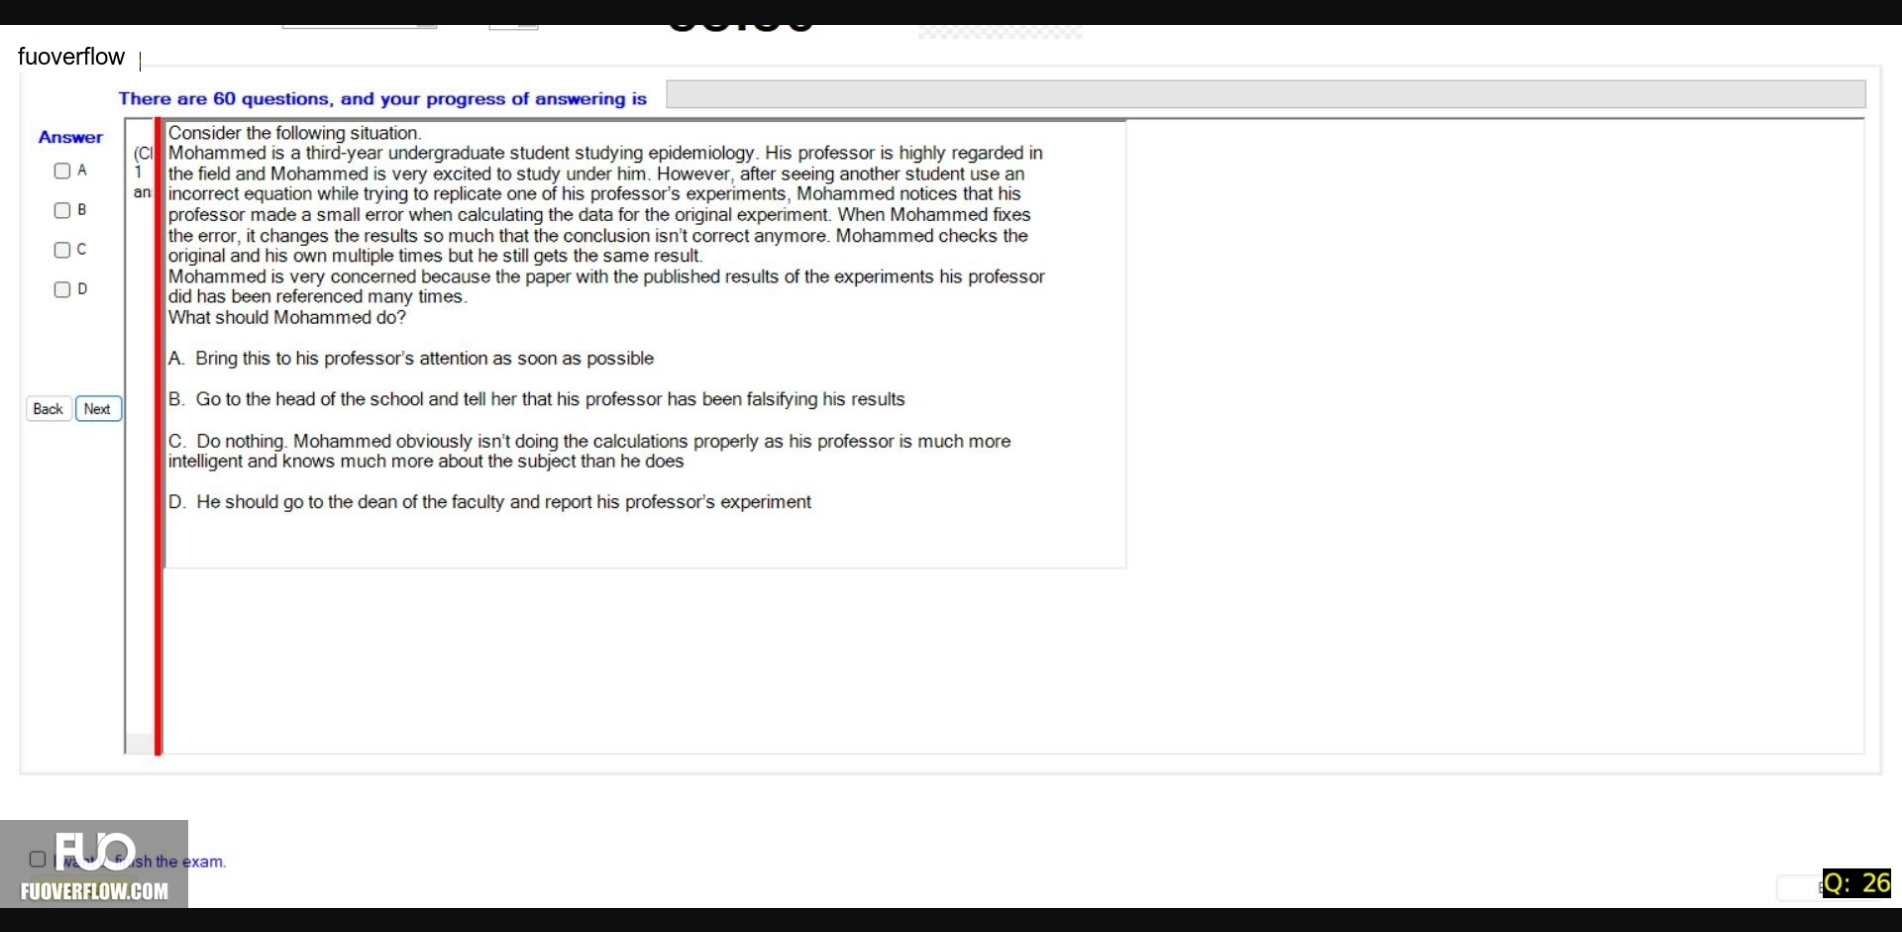 fuoverflow
There are 60 questions, and your progress of answering is
Answer
A
B
C
D
Back Next
1
an
Consider the following situation.
Mohammed is a third-year undergraduate student studying epidemiology. His professor is highly regarded in
the field and Mohammed is very excited to study under him. However, after seeing another student use an
incorrect equation while trying to replicate one of his professor's experiments, Mohammed notices that his
professor made a small error when calculating the data for the original experiment. When Mohammed fixes
the error, it changes the results so much that the conclusion isn't correct anymore. Mohammed checks the
original and his own multiple times but he still gets the same result.
Mohammed is very concerned because the paper with the published results of the experiments his professor
did has been referenced many times.
What should Mohammed do?
A. Bring this to his professor's attention as soon as possible
B. Go to the head of the school and tell her that his professor has been falsifying his results
C. Do nothing. Mohammed obviously isn't doing the calculations properly as his professor is much more
intelligent and knows much more about the subject than he does
D. He should go to the dean of the faculty and report his professor's experiment
FUO
the exam.
FUOVERFLOW.COM
Q: 26